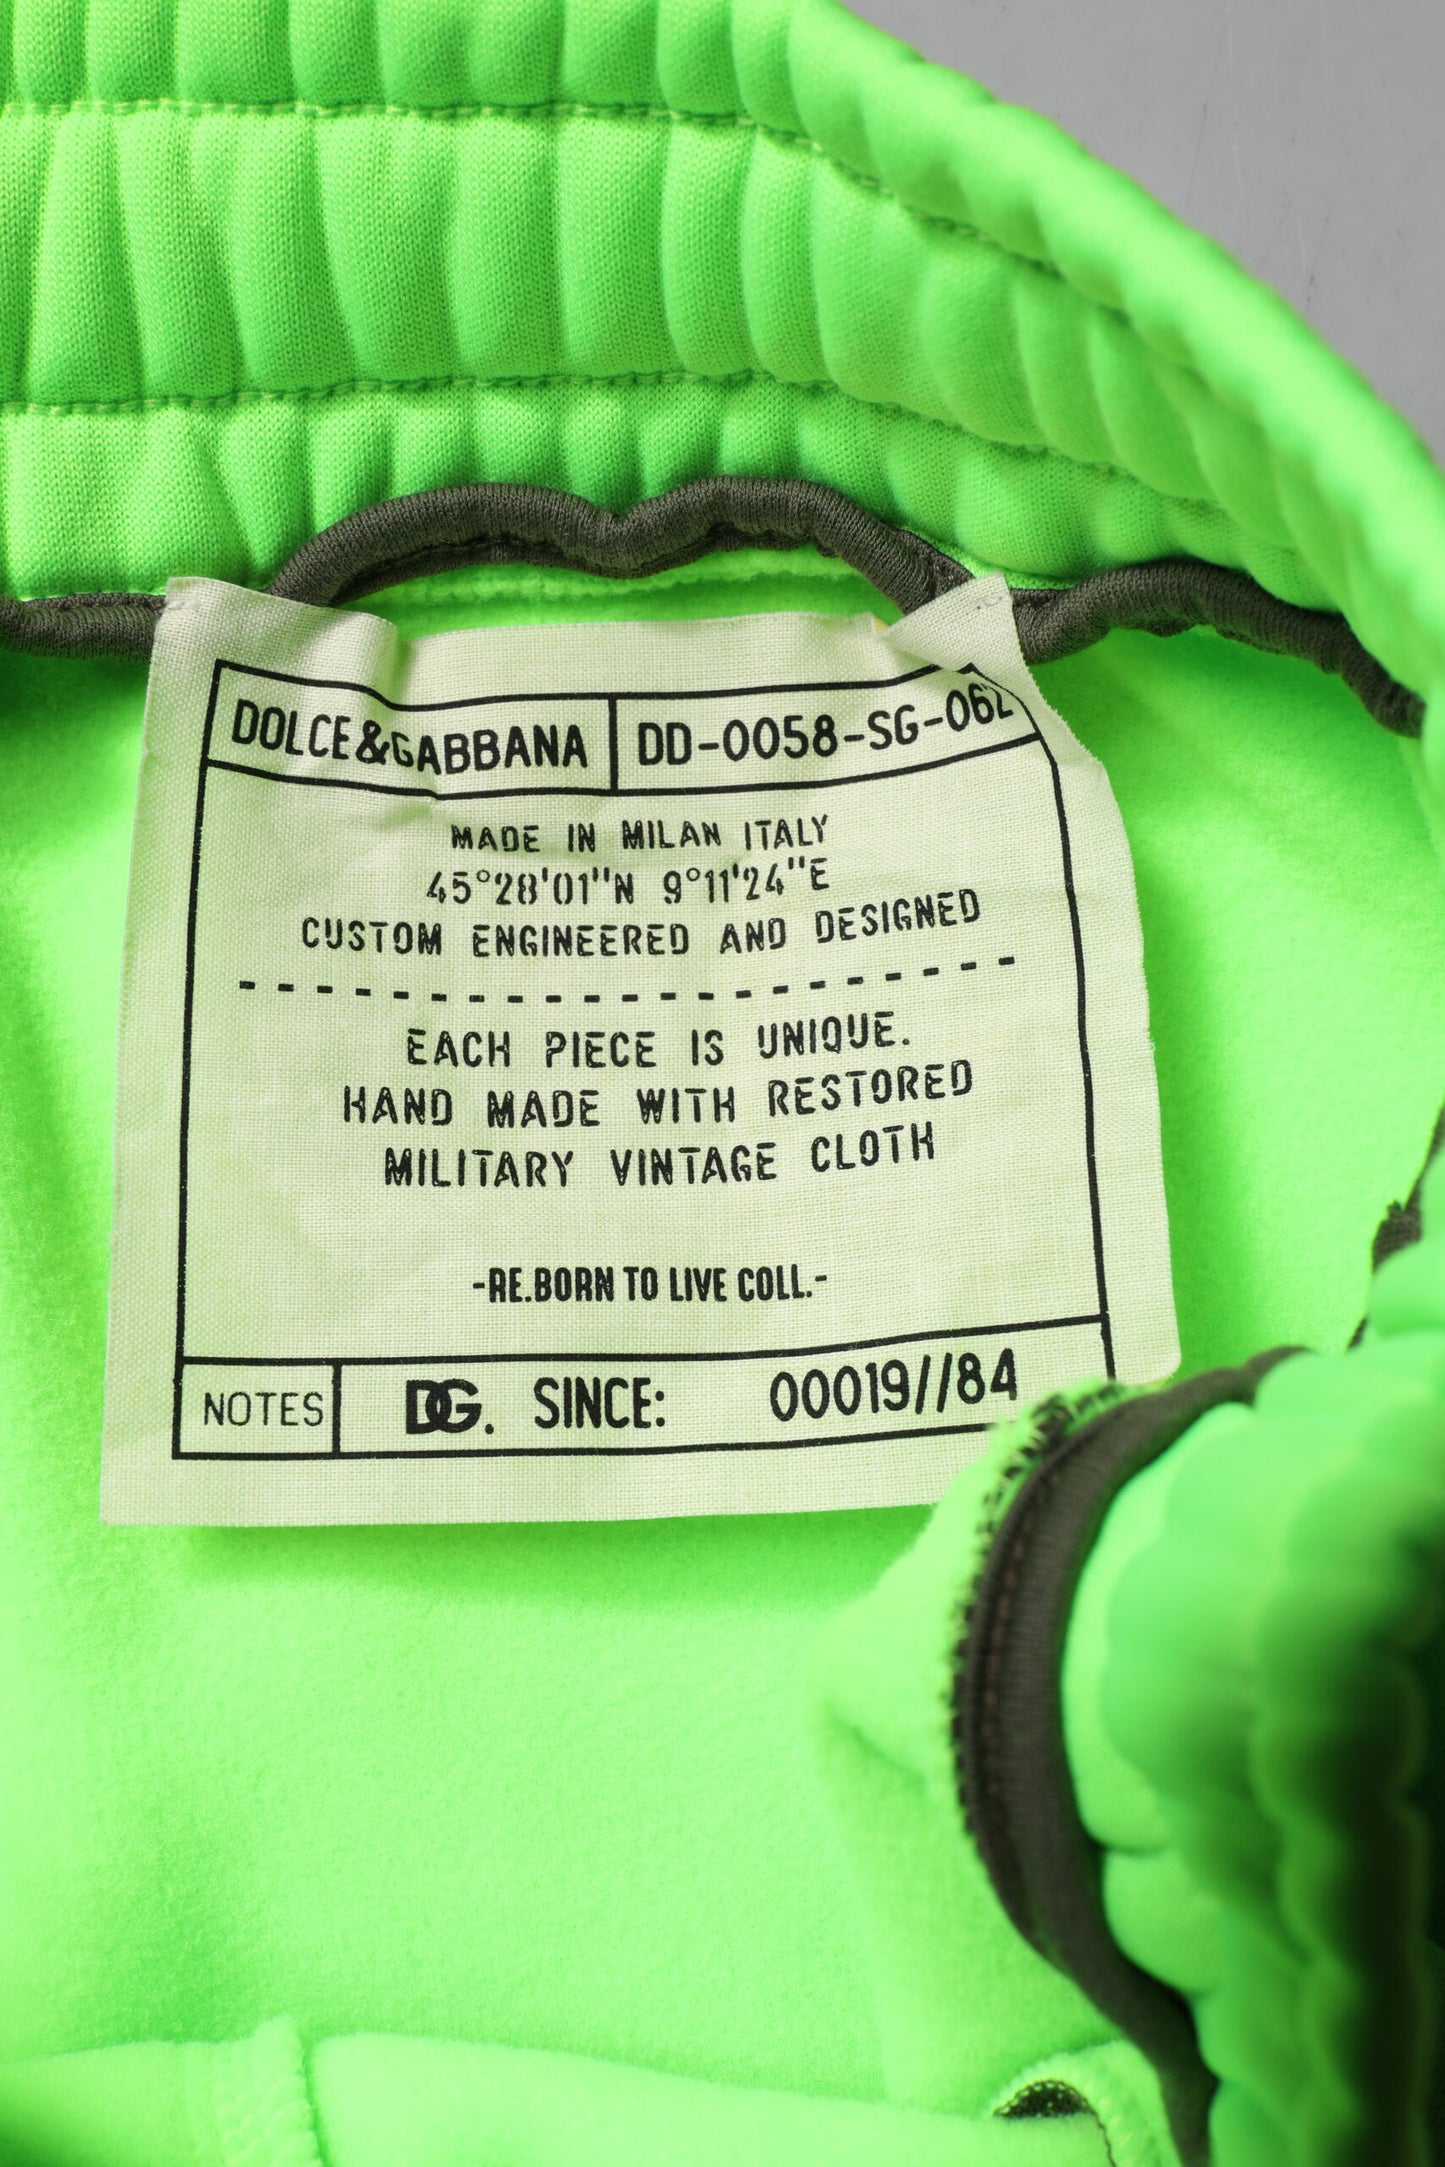 DOLCE&GABBANA DD-0058-SG-062
MADE IN MILAN ITALY
45°28'01"N 9°11'24"E
CUSTOM ENGINEERED AND DESIGNED
---------------------
EACH PIECE IS UNIQUE.
HAND MADE WITH RESTORED
MILITARY VINTAGE CLOTH
-RE.BORN TO LIVE COLL.-
NOTES DG. SINCE: 00019//84